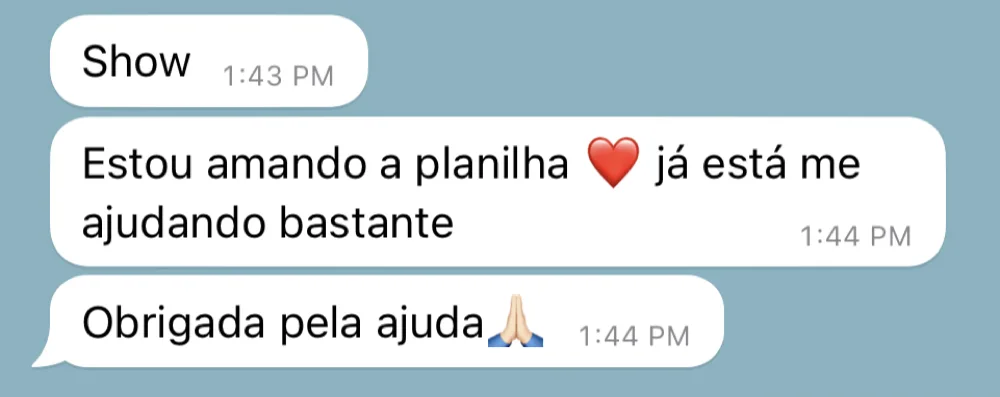 Show 1:43 PM
Estou amando a planilha ❤️ já está me
ajudando bastante 1:44 PM
Obrigada pela ajuda🙏🏻 1:44 PM